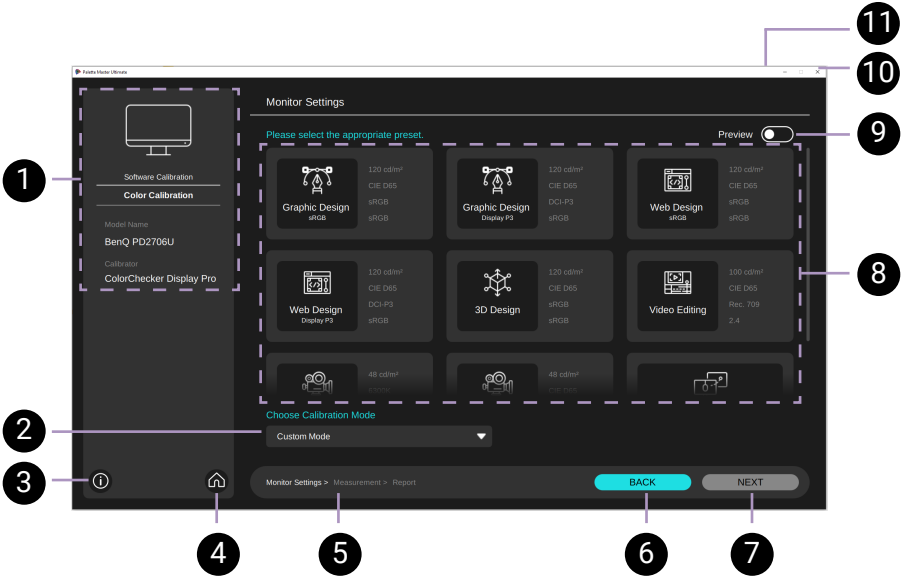 11
Palette Master Ultimate
10
Monitor Settings
Please select the appropriate preset.
Preview
9
1
Software Calibration
Color Calibration
Model Name
BenQ PD2706U
Calibrator
ColorChecker Display Pro
Graphic Design
sRGB
120 cd/m²
CIE D65
sRGB
sRGB
Graphic Design
Display P3
120 cd/m²
CIE D65
DCI-P3
sRGB
Web Design
sRGB
120 cd/m²
CIE D65
sRGB
sRGB
8
Web Design
Display P3
120 cd/m²
CIE D65
DCI-P3
sRGB
3D Design
120 cd/m²
CIE D65
sRGB
sRGB
Video Editing
100 cd/m²
CIE D65
Rec. 709
2.4
48 cd/m²
48 cd/m²
CIE D65
2
Choose Calibration Mode
Custom Mode
3
Monitor Settings > Measurement > Report
BACK
NEXT
4
5
6
7